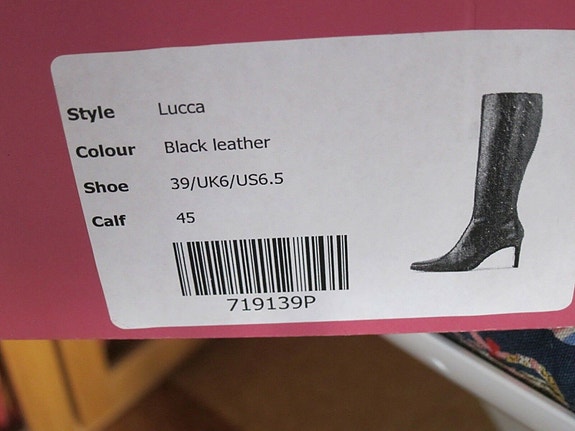 Style Lucca
Colour Black leather
Shoe 39/UK6/US6.5
Calf 45
719139P